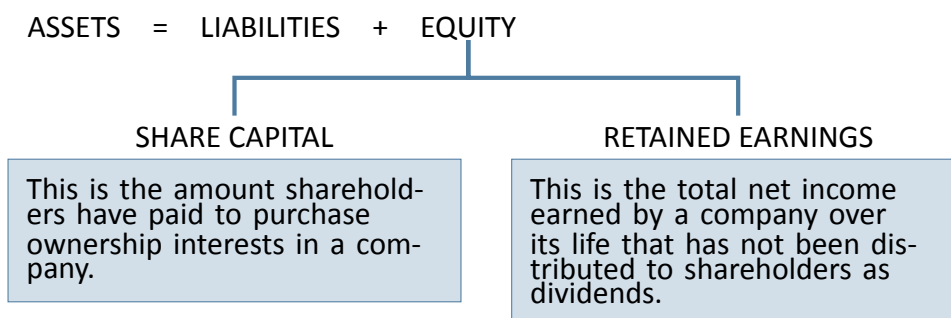 ASSETS = LIABILITIES + EQUITY
SHARE CAPITAL
This is the amount sharehold-
ers have paid to purchase
ownership interests in a com-
pany.
RETAINED EARNINGS
This is the total net income
earned by a company over
its life that has not been dis-
tributed to shareholders as
dividends.